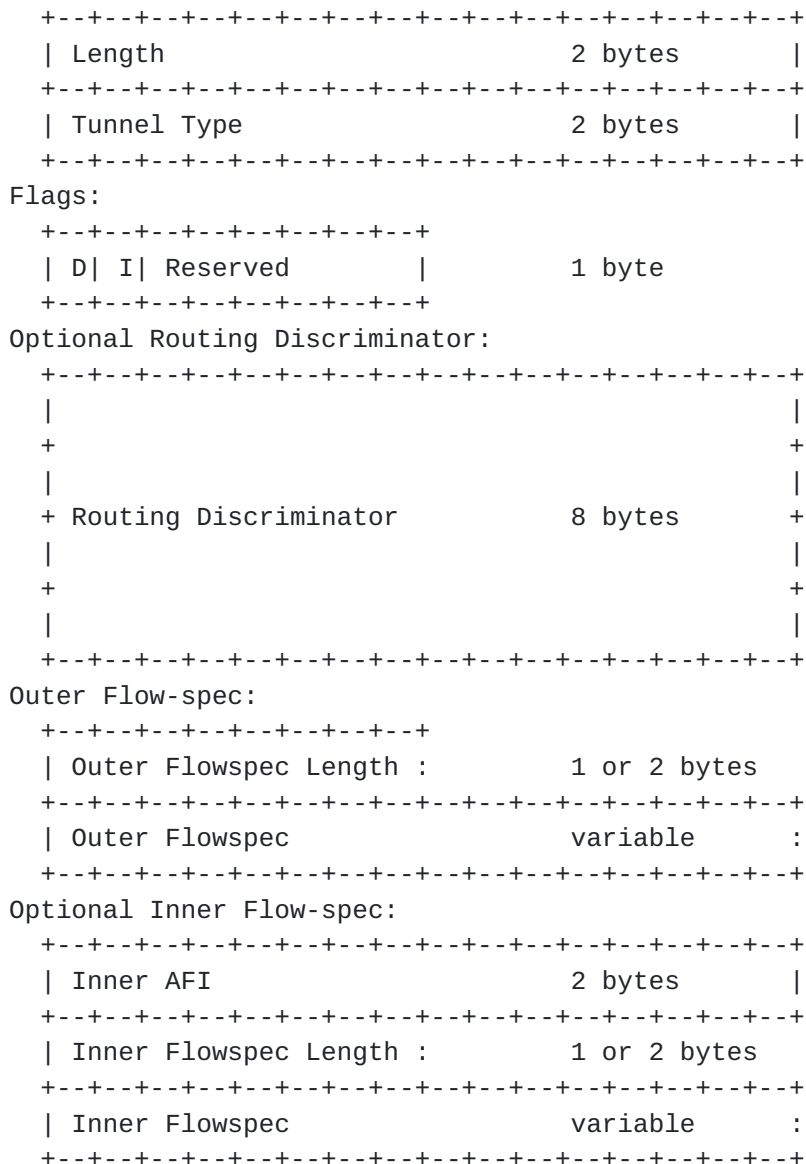 +--+--+--+--+--+--+--+--+--+--+--+--+--+--+--+--+
| Length                          2 bytes       |
+--+--+--+--+--+--+--+--+--+--+--+--+--+--+--+--+
| Tunnel Type                     2 bytes       |
+--+--+--+--+--+--+--+--+--+--+--+--+--+--+--+--+
Flags:
+--+--+--+--+--+--+--+--+
| D| I| Reserved        |         1 byte
+--+--+--+--+--+--+--+--+
Optional Routing Discriminator:
+--+--+--+--+--+--+--+--+--+--+--+--+--+--+--+--+
|                                               |
+                                               +
|                                               |
+ Routing Discriminator           8 bytes       +
|                                               |
+                                               +
|                                               |
+--+--+--+--+--+--+--+--+--+--+--+--+--+--+--+--+
Outer Flow-spec:
+--+--+--+--+--+--+--+--+
| Outer Flowspec Length :         1 or 2 bytes
+--+--+--+--+--+--+--+--+--+--+--+--+--+--+--+--+
| Outer Flowspec                  variable      :
+--+--+--+--+--+--+--+--+--+--+--+--+--+--+--+--+
Optional Inner Flow-spec:
+--+--+--+--+--+--+--+--+--+--+--+--+--+--+--+--+
| Inner AFI                       2 bytes       |
+--+--+--+--+--+--+--+--+--+--+--+--+--+--+--+--+
| Inner Flowspec Length :         1 or 2 bytes
+--+--+--+--+--+--+--+--+--+--+--+--+--+--+--+--+
| Inner Flowspec                  variable      :
+--+--+--+--+--+--+--+--+--+--+--+--+--+--+--+--+